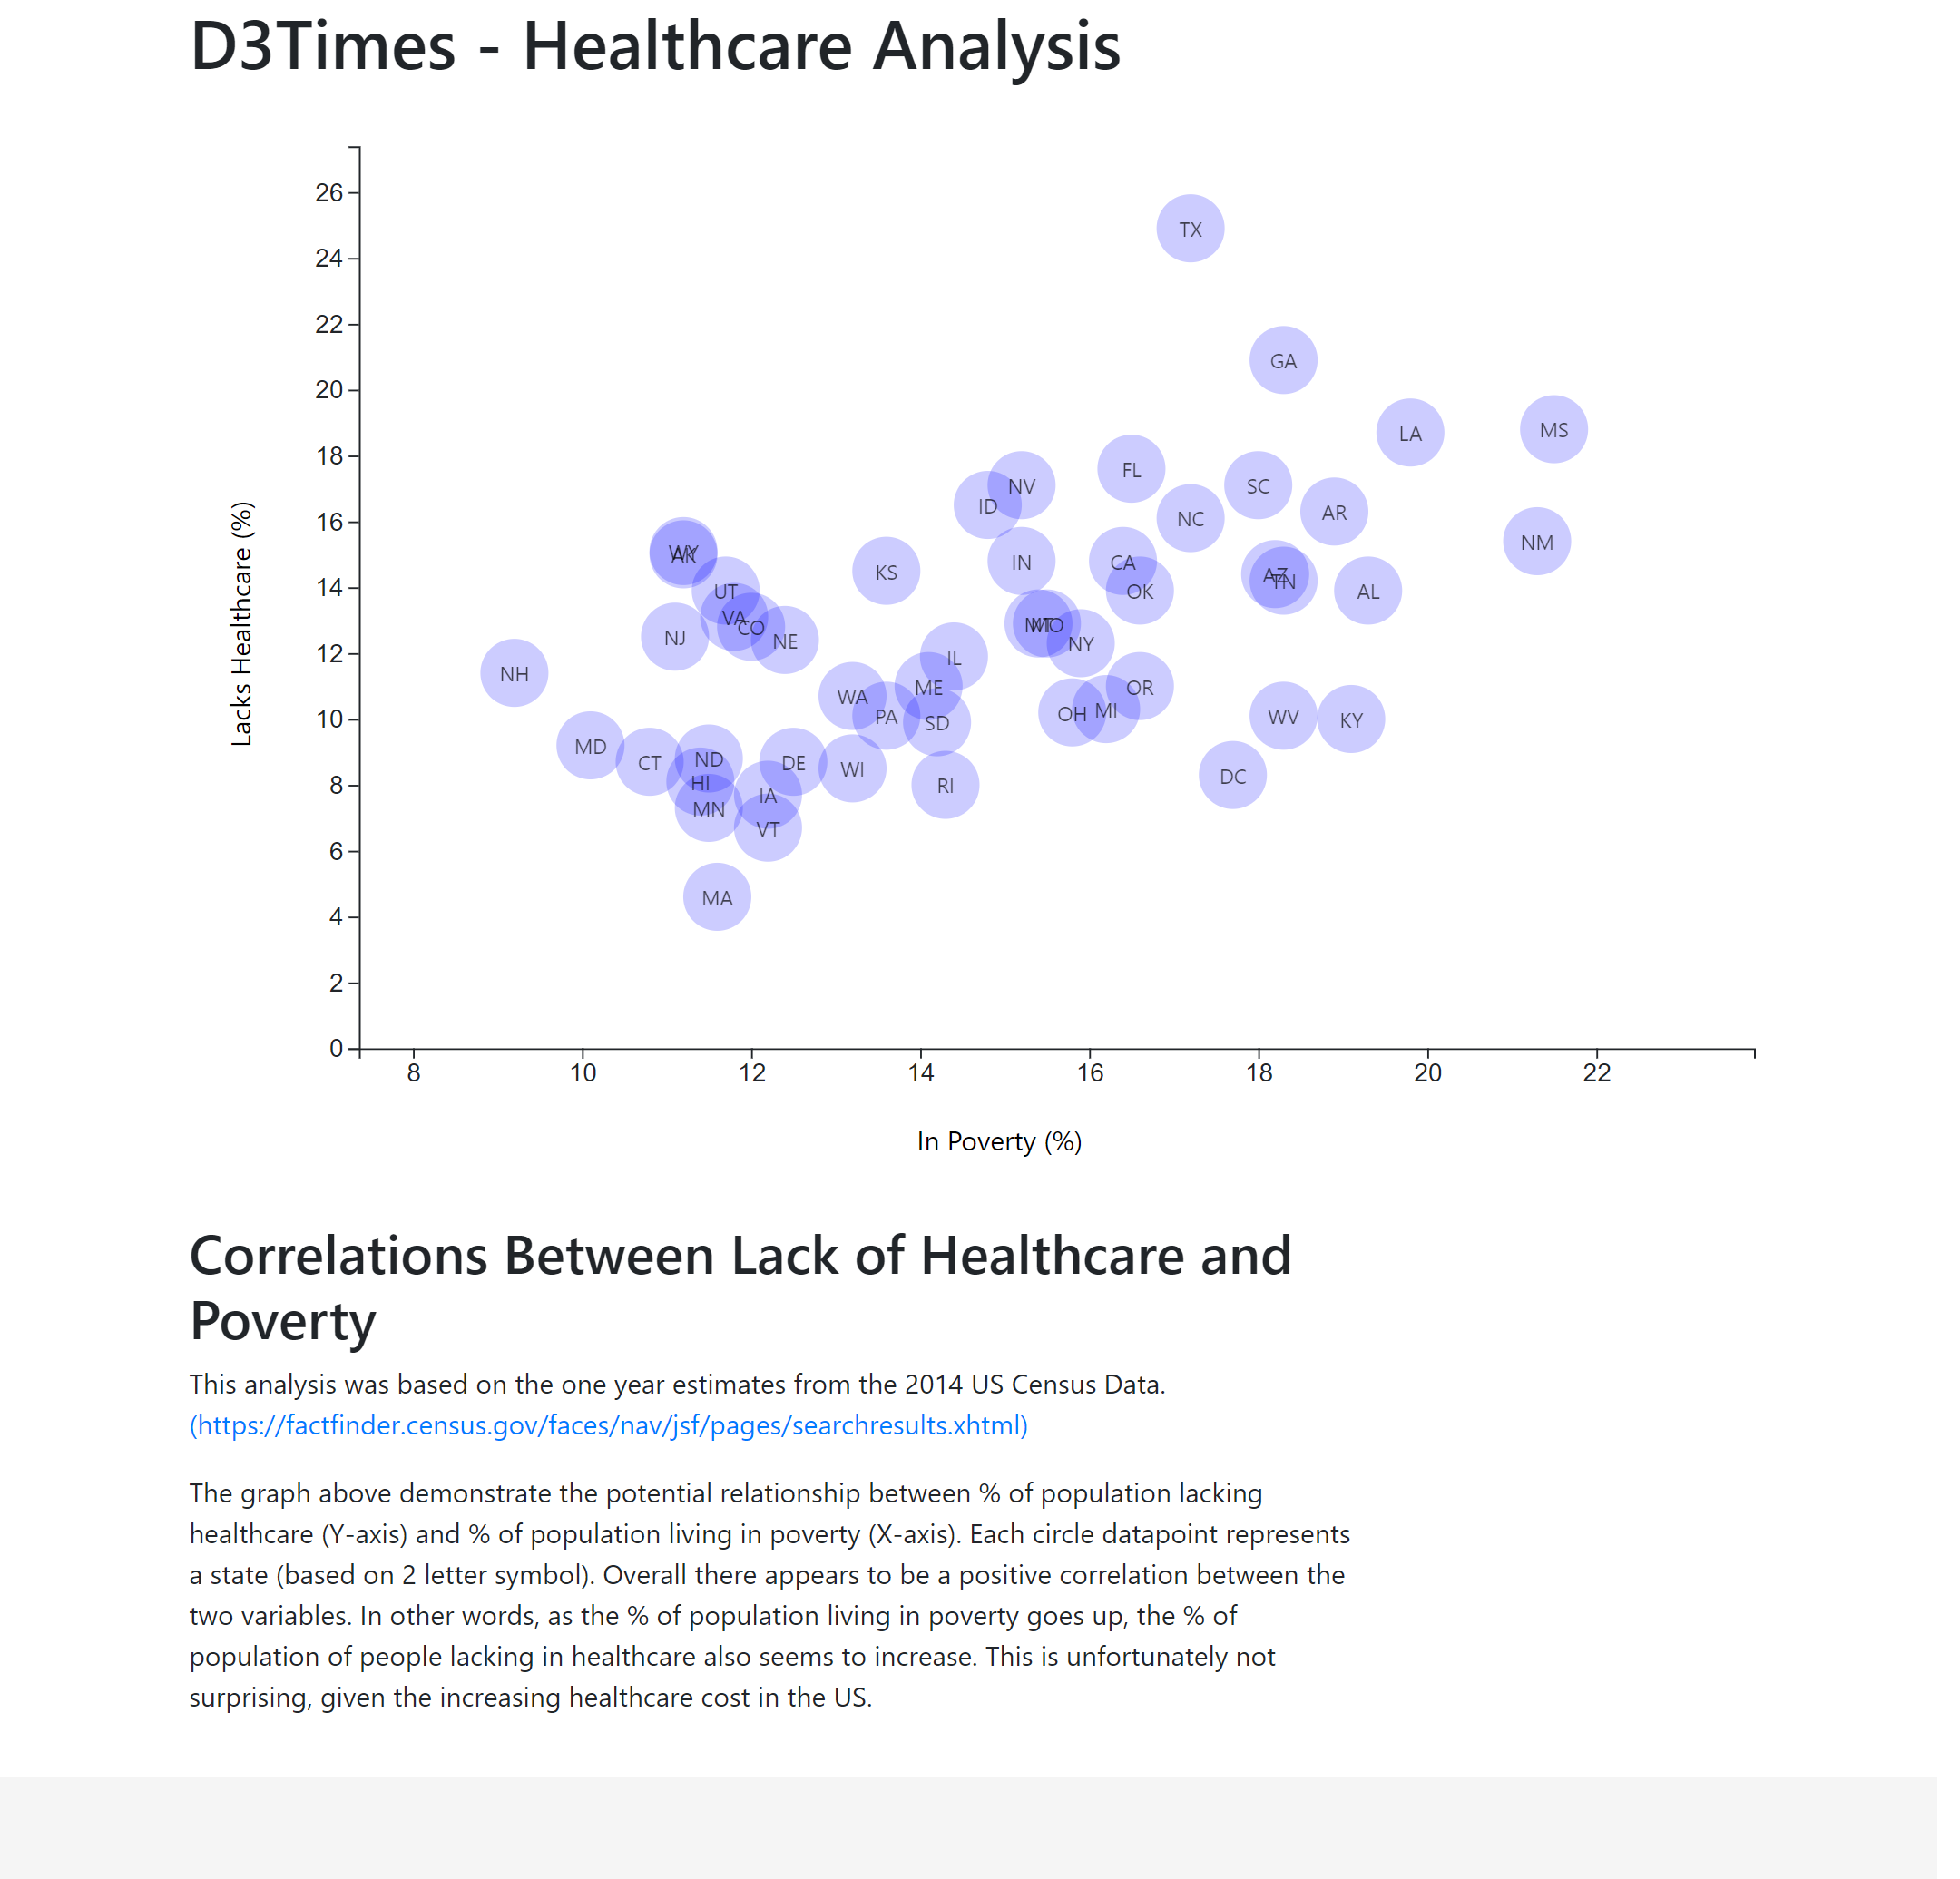 D3Times - Healthcare Analysis
26
24
22
20
18
16
14
12
10
8
6
4
2
0
Lacks Healthcare (%)
TX
GA
LA
MS
FL
NV
SC
ID
NC
AR
NM
WY
AK
KS
IN
CA
UT
OK
AZ
TN
AL
VA
CO
NJ
NE
MT
MO
NY
NH
IL
ME
WA
PA
SD
OR
OH
MI
WV
KY
MD
CT
ND
DE
WI
HI
IA
RI
DC
MN
VT
MA
8
10
12
14
16
18
20
22
In Poverty (%)
Correlations Between Lack of Healthcare and
Poverty
This analysis was based on the one year estimates from the 2014 US Census Data.
(https://factfinder.census.gov/faces/nav/jsf/pages/searchresults.xhtml)
The graph above demonstrate the potential relationship between % of population lacking
healthcare (Y-axis) and % of population living in poverty (X-axis). Each circle datapoint represents
a state (based on 2 letter symbol). Overall there appears to be a positive correlation between the
two variables. In other words, as the % of population living in poverty goes up, the % of
population of people lacking in healthcare also seems to increase. This is unfortunately not
surprising, given the increasing healthcare cost in the US.